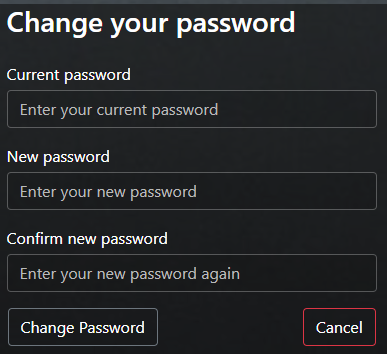 Change your password
Current password
Enter your current password
New password
Enter your new password
Confirm new password
Enter your new password again
Change Password Cancel